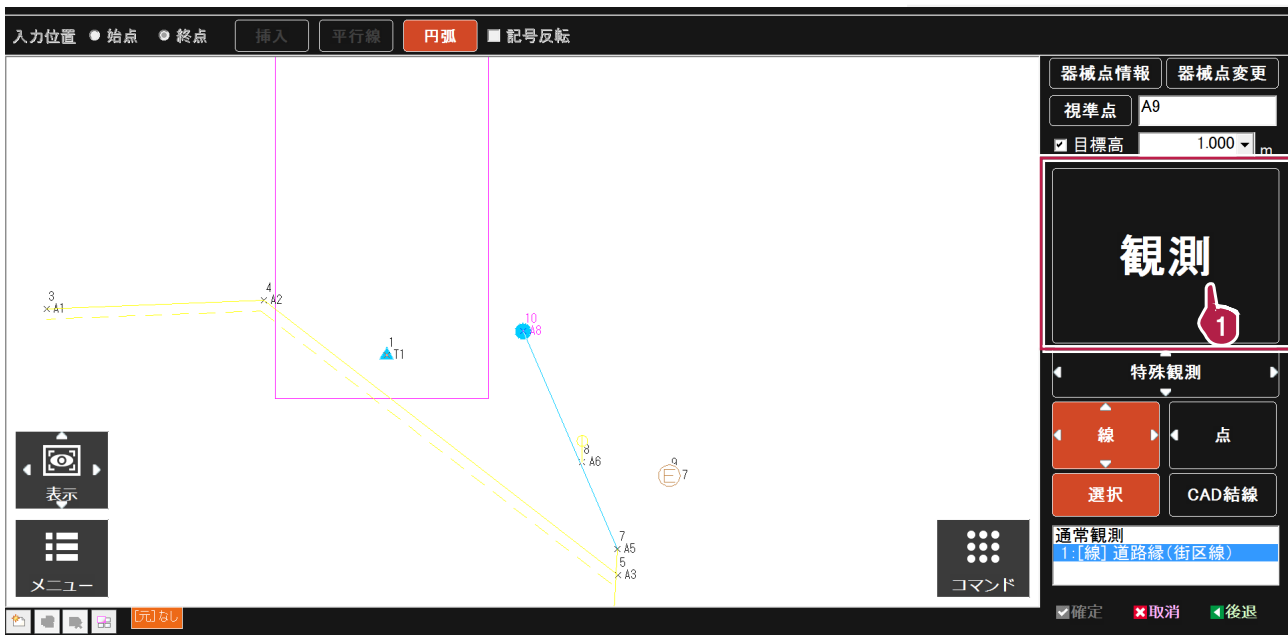 入力位置 始点 終点 挿入 平行線 円弧 記号反転
器械点情報 器械点変更
視準点 A9
目標高 1.000 m
観測
1
特殊観測
線 点
選択 CAD結線
通常観測
1:[線] 道路縁(街区線)
確定 取消 後退
3
A1
4
A2
1
T1
10
A8
8
A6
9
E 7
7
A5
5
A3
表示
メニュー
コマンド
[元]なし